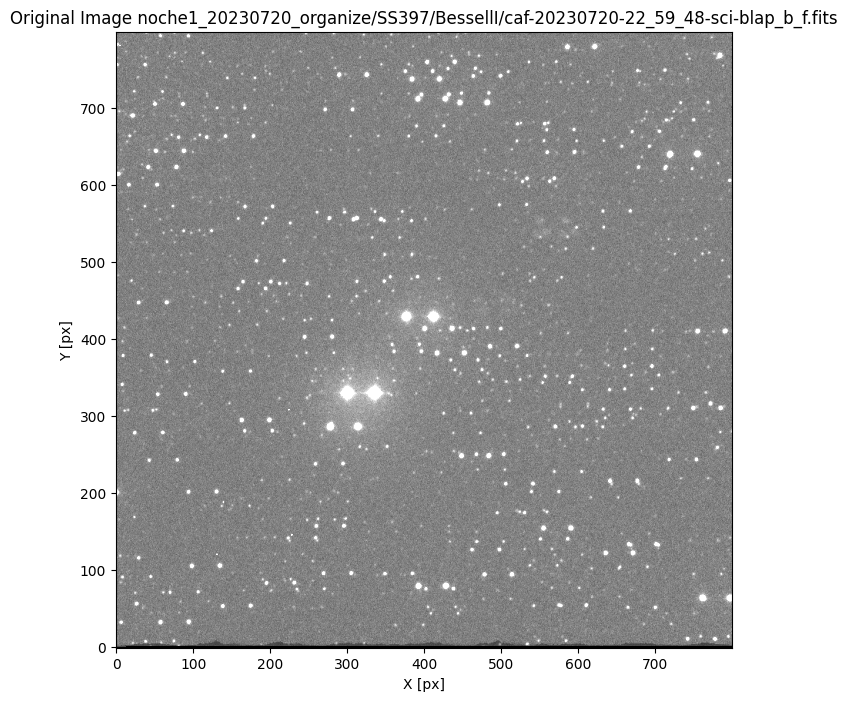 Original Image noche1_20230720_organize/SS397/BessellI/caf-20230720-22_59_48-sci-blap_b_f.fits
Y [px]
700
600
500
400
300
200
100
0
0 100 200 300 400 500 600 700
X [px]